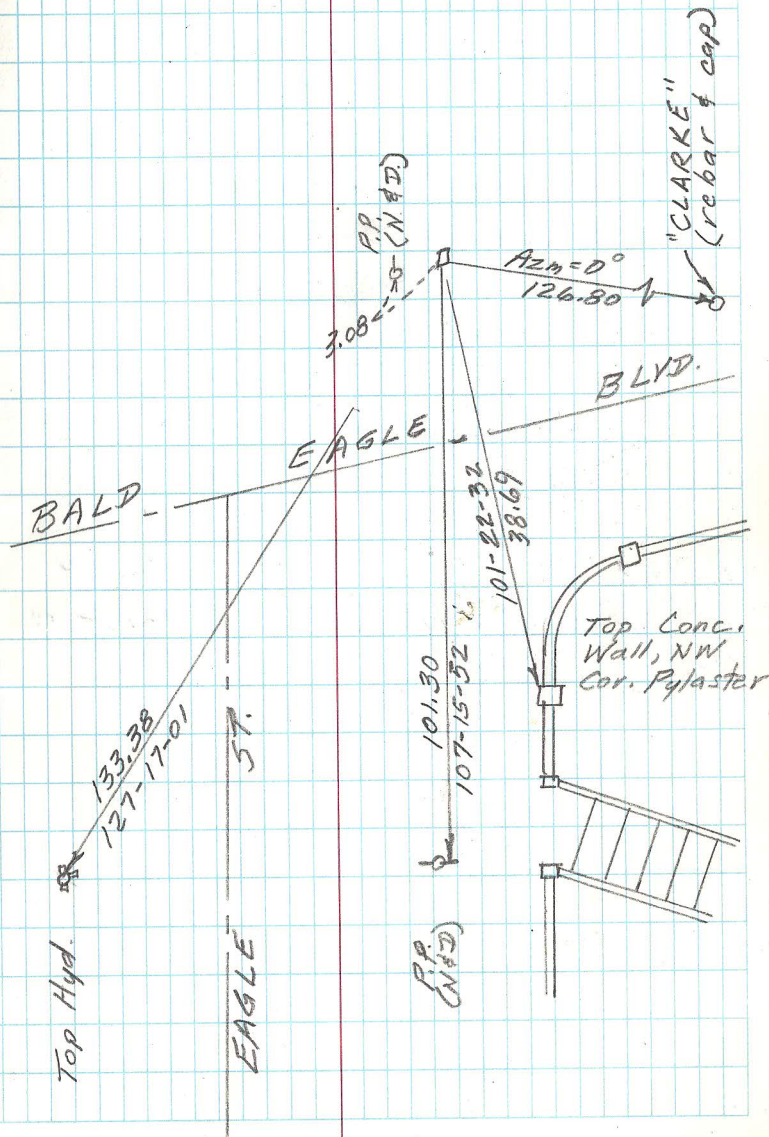 "CLARKE"
(rebar & cap)
P.P.
(N.&D.)
Azm=0°
126.80
3.08
BALD EAGLE BLVD.
101-22-32
38.69
133.38
127-17-01
101.30
107-15-52
Top Conc.
Wall, NW
Cor. Pylaster
Top Hyd.
EAGLE ST.
P.P.
(N&D)